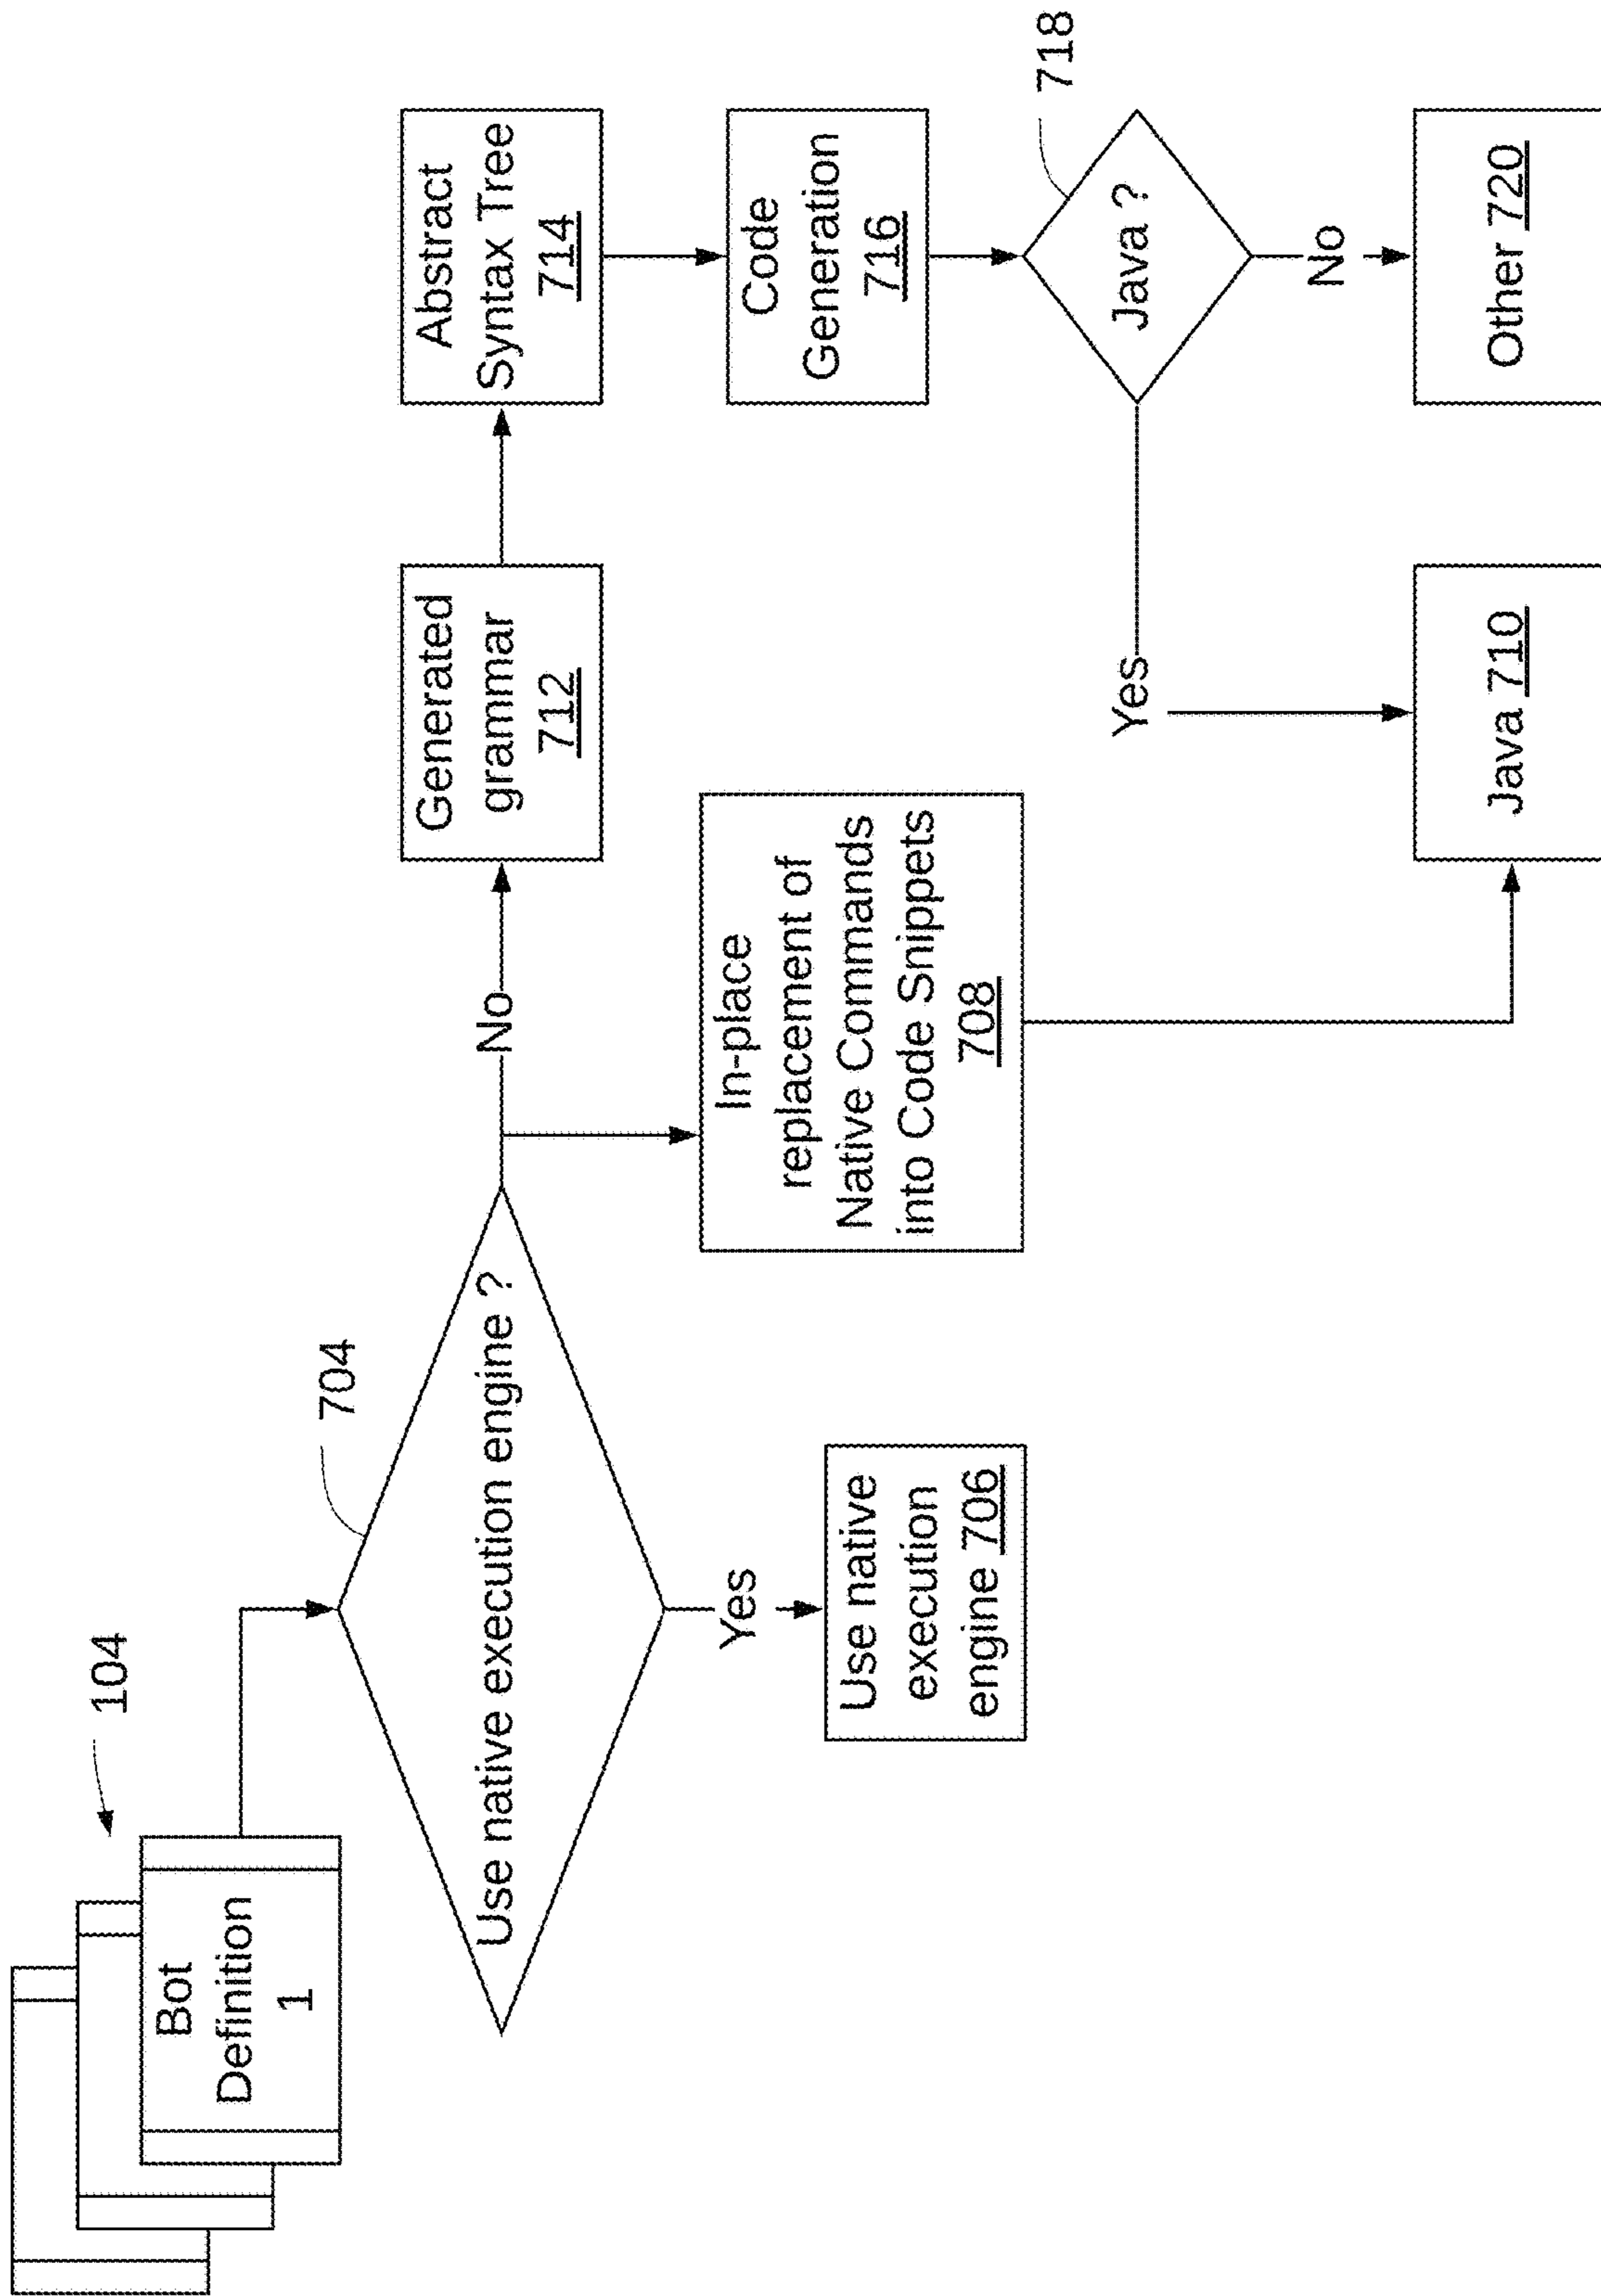 104
Bot
Definition
1
704
Use native execution engine ?
Yes
Use native
execution
engine 706
No
In-place
replacement of
Native Commands
into Code Snippets
708
Generated
grammar
712
Abstract
Syntax Tree
714
Code
Generation
716
718
Java ?
Yes
No
Java 710
Other 720